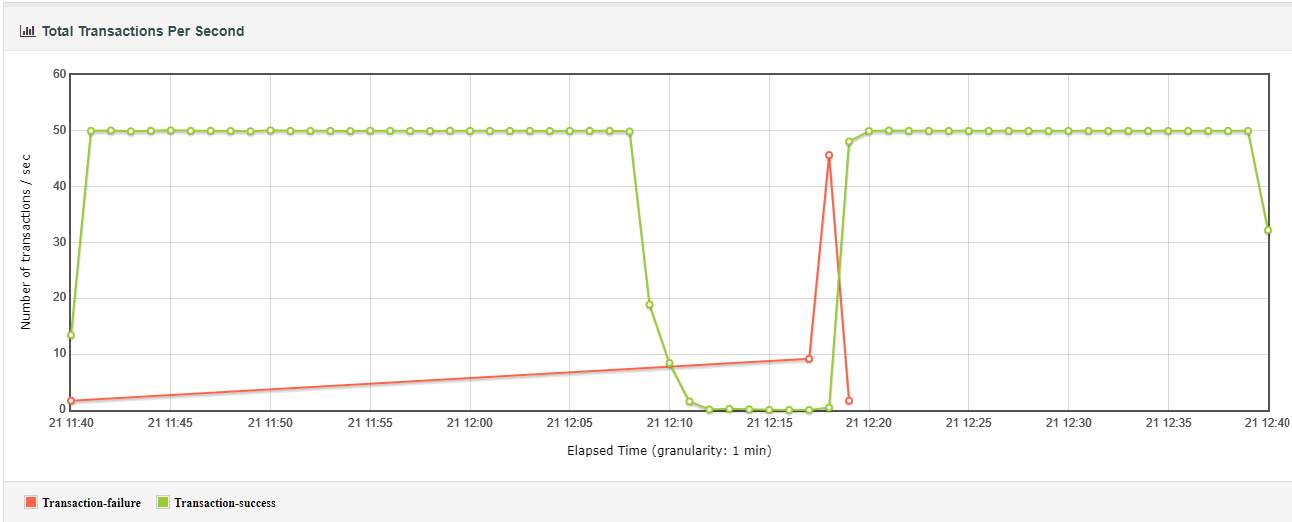 Total Transactions Per Second
60
50
40
30
20
10
0
Number of transactions / sec
21 11:40 21 11:45 21 11:50 21 11:55 21 12:00 21 12:05 21 12:10 21 12:15 21 12:20 21 12:25 21 12:30 21 12:35 21 12:40
Elapsed Time (granularity: 1 min)
Transaction-failure Transaction-success